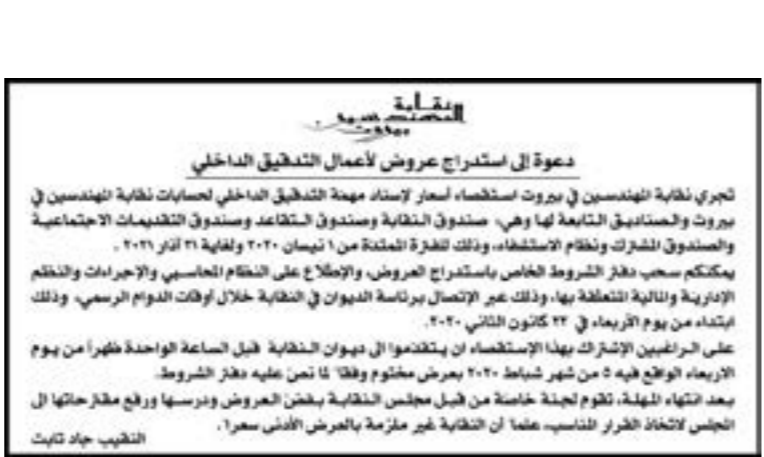 نقابة
المهندسين
بيروت
دعوة إلى استدراج عروض لأعمال التدقيق الداخلي
تجري نقابة المهندسين في بيروت استقصاء أسعار لإسناد مهمة التدقيق الداخلي لحسابات نقابة المهندسين في
بيروت والصناديق التابعة لها وهي: صندوق النقابة وصندوق التقاعد وصندوق التقديمات الاجتماعية
والصندوق المشترك ونظام الاستشفاء، وذلك للفترة الممتدة من ١ نيسان ٢٠٢٠ ولغاية ٣١ آذار ٢٠٢١ .
يمكنكم سحب دفتر الشروط الخاص باستدراج العروض، والإطلاع على النظام المحاسبي والإجراءات والنظم
الإدارية والمالية المتعلقة بها، وذلك عبر الإتصال برئاسة الديوان في النقابة خلال أوقات الدوام الرسمي، وذلك
ابتداء من يوم الأربعاء في ٢٢ كانون الثاني ٢٠٢٠.
على الراغبين الإشتراك بهذا الإستقصاء ان يتقدموا الى ديوان النقابة قبل الساعة الواحدة ظهراً من يوم
الاربعاء الواقع فيه ٥ من شهر شباط ٢٠٢٠ بعرض مختوم وفقاً لما نصّ عليه دفتر الشروط.
بعد انتهاء المهلة، تقوم لجنة خاصة من قبل مجلس النقابة بفضّ العروض ودرسها ورفع مقترحاتها الى
المجلس لاتخاذ القرار المناسب، علما أن النقابة غير ملزمة بالعرض الأدنى سعرا.
النقيب جاد تابت